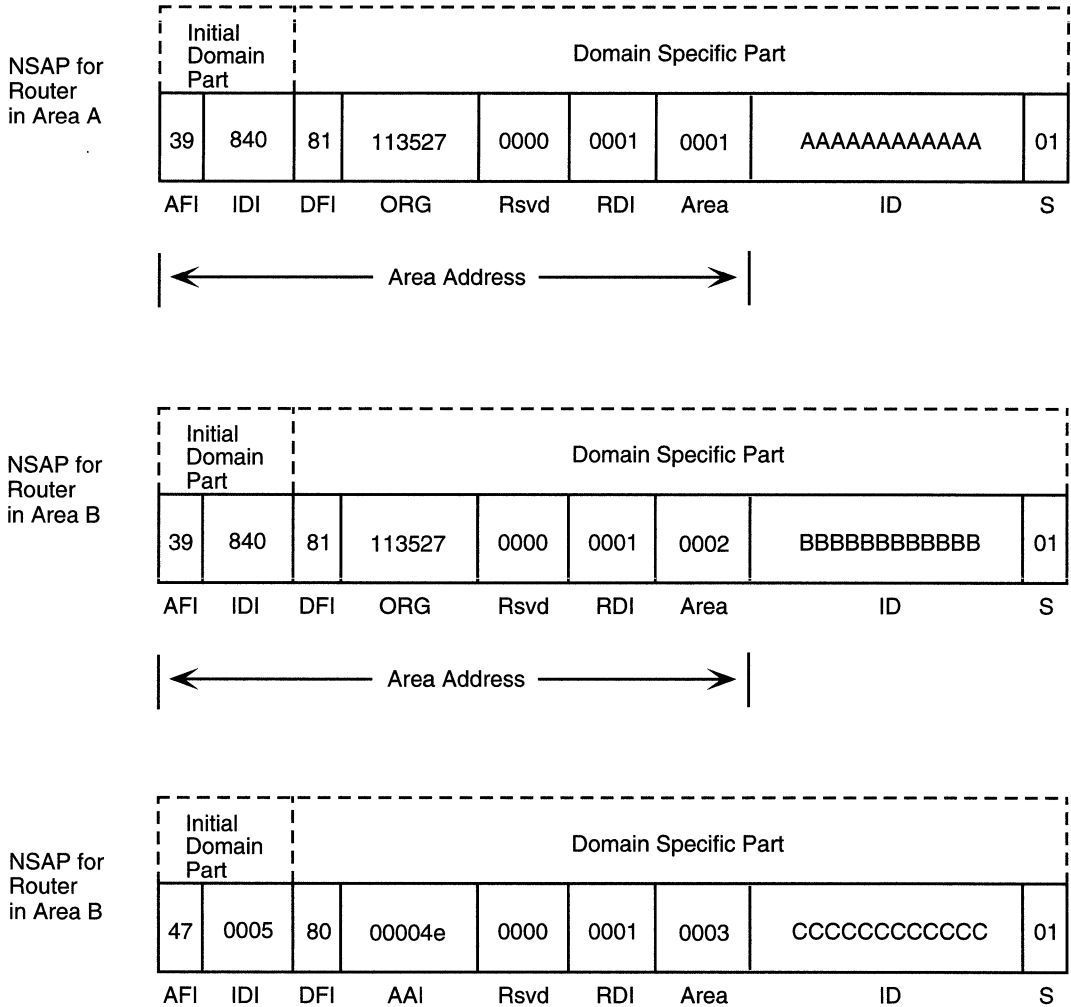 Initial
Domain
Part
Domain Specific Part
NSAP for
Router
in Area A
39 840 81 113527 0000 0001 0001 AAAAAAAAAAAA 01
AFI IDI DFI ORG Rsvd RDI Area ID S
Area Address
Initial
Domain
Part
Domain Specific Part
NSAP for
Router
in Area B
39 840 81 113527 0000 0001 0002 BBBBBBBBBBBB 01
AFI IDI DFI ORG Rsvd RDI Area ID S
Area Address
Initial
Domain
Part
Domain Specific Part
NSAP for
Router
in Area B
47 0005 80 00004e 0000 0001 0003 CCCCCCCCCCCC 01
AFI IDI DFI AAI Rsvd RDI Area ID S